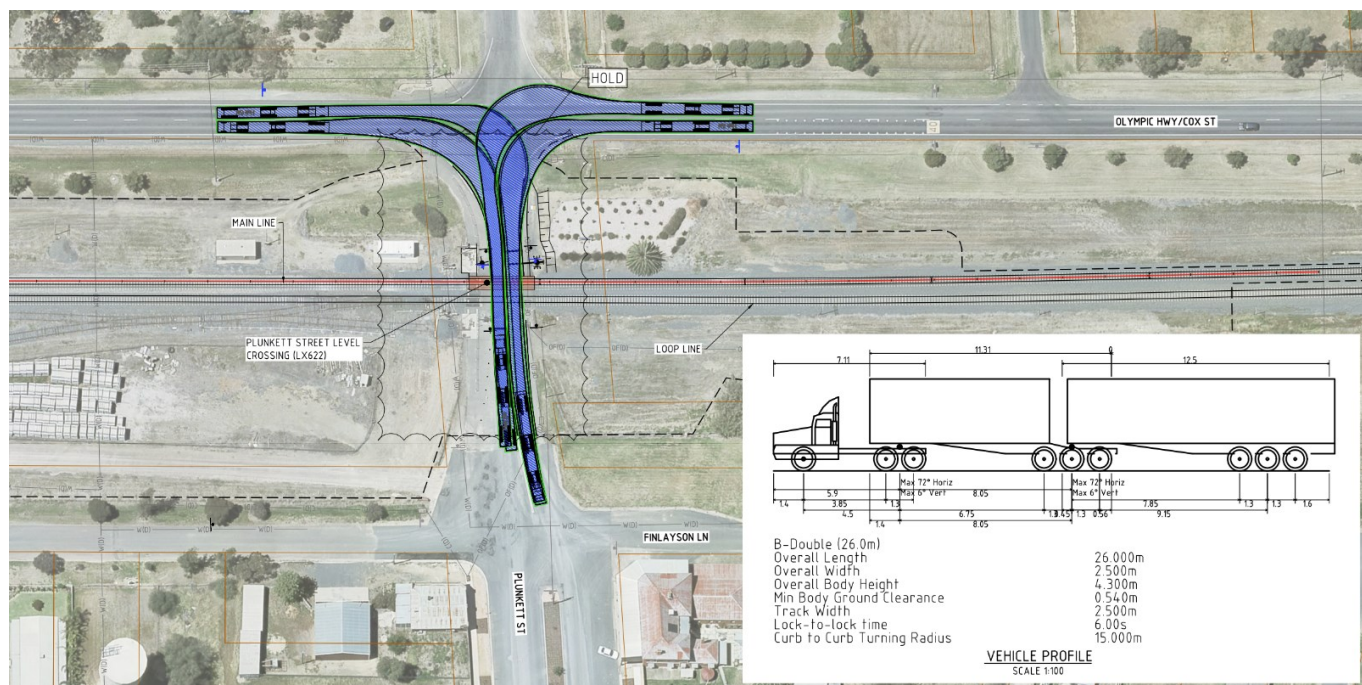 HOLD
OLYMPIC HWY/COX ST
MAIN LINE
PLUNKETT STREET LEVEL
CROSSING (LX622)
LOOP LINE
FINLAYSON LN
PLUNKETT ST
7.11
11.31
12.5
Max 72° Horiz
Max 6° Vert
Max 72° Horiz
Max 6° Vert
5.9
8.05
1.4
3.85
1.3
7.85
1.3
1.6
4.5
6.75
1.3
0.56
9.15
1.3
1.4
8.05
B-Double (26.0m)
Overall Length 26.000m
Overall Width 2.500m
Overall Body Height 4.300m
Min Body Ground Clearance 0.540m
Track Width 2.500m
Lock-to-lock time 6.00s
Curb to Curb Turning Radius 15.000m
VEHICLE PROFILE
SCALE 1:100